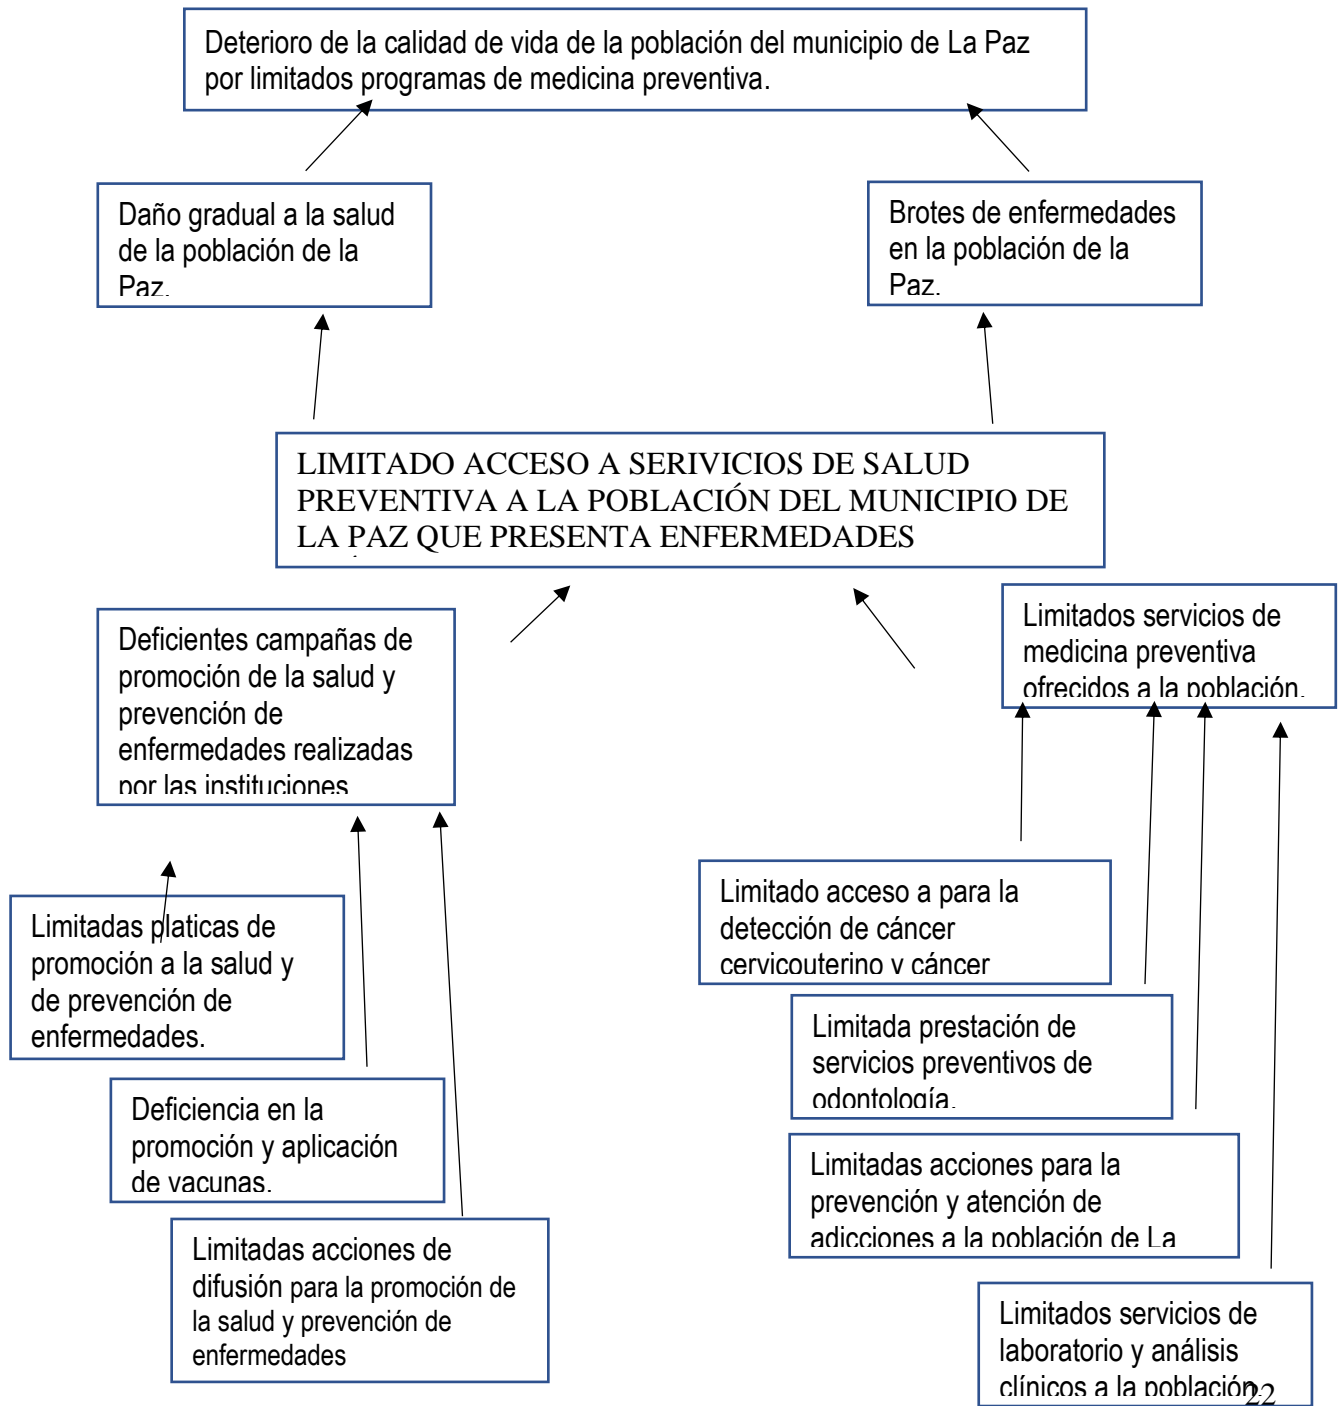 Deterioro de la calidad de vida de la población del municipio de La Paz
por limitados programas de medicina preventiva.
Daño gradual a la salud
de la población de la
Paz.
Brotes de enfermedades
en la población de la
Paz.
LIMITADO ACCESO A SERIVICIOS DE SALUD
PREVENTIVA A LA POBLACIÓN DEL MUNICIPIO DE
LA PAZ QUE PRESENTA ENFERMEDADES
Deficientes campañas de
promoción de la salud y
prevención de
enfermedades realizadas
por las instituciones
Limitados servicios de
medicina preventiva
ofrecidos a la población.
Limitadas platicas de
promoción a la salud y
de prevención de
enfermedades.
Deficiencia en la
promoción y aplicación
de vacunas.
Limitadas acciones de
difusión para la promoción de
la salud y prevención de
enfermedades
Limitado acceso a para la
detección de cáncer
cervicouterino y cáncer
Limitada prestación de
servicios preventivos de
odontología.
Limitadas acciones para la
prevención y atención de
adicciones a la población de La
Limitados servicios de
laboratorio y análisis
clínicos a la población.
22